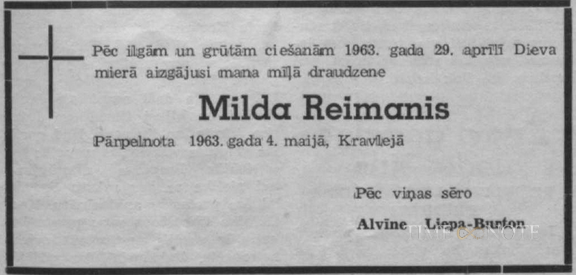 Pēc ilgām un grūtām ciešanām 1963. gada 29. aprīlī Dieva
mierā aizgājusi mana mīļā draudzene
Milda Reimanis
Pārpelnota 1963. gada 4. maijā, Kravlejā
Pēc viņas sēro
Alvīne Liepa-Burton